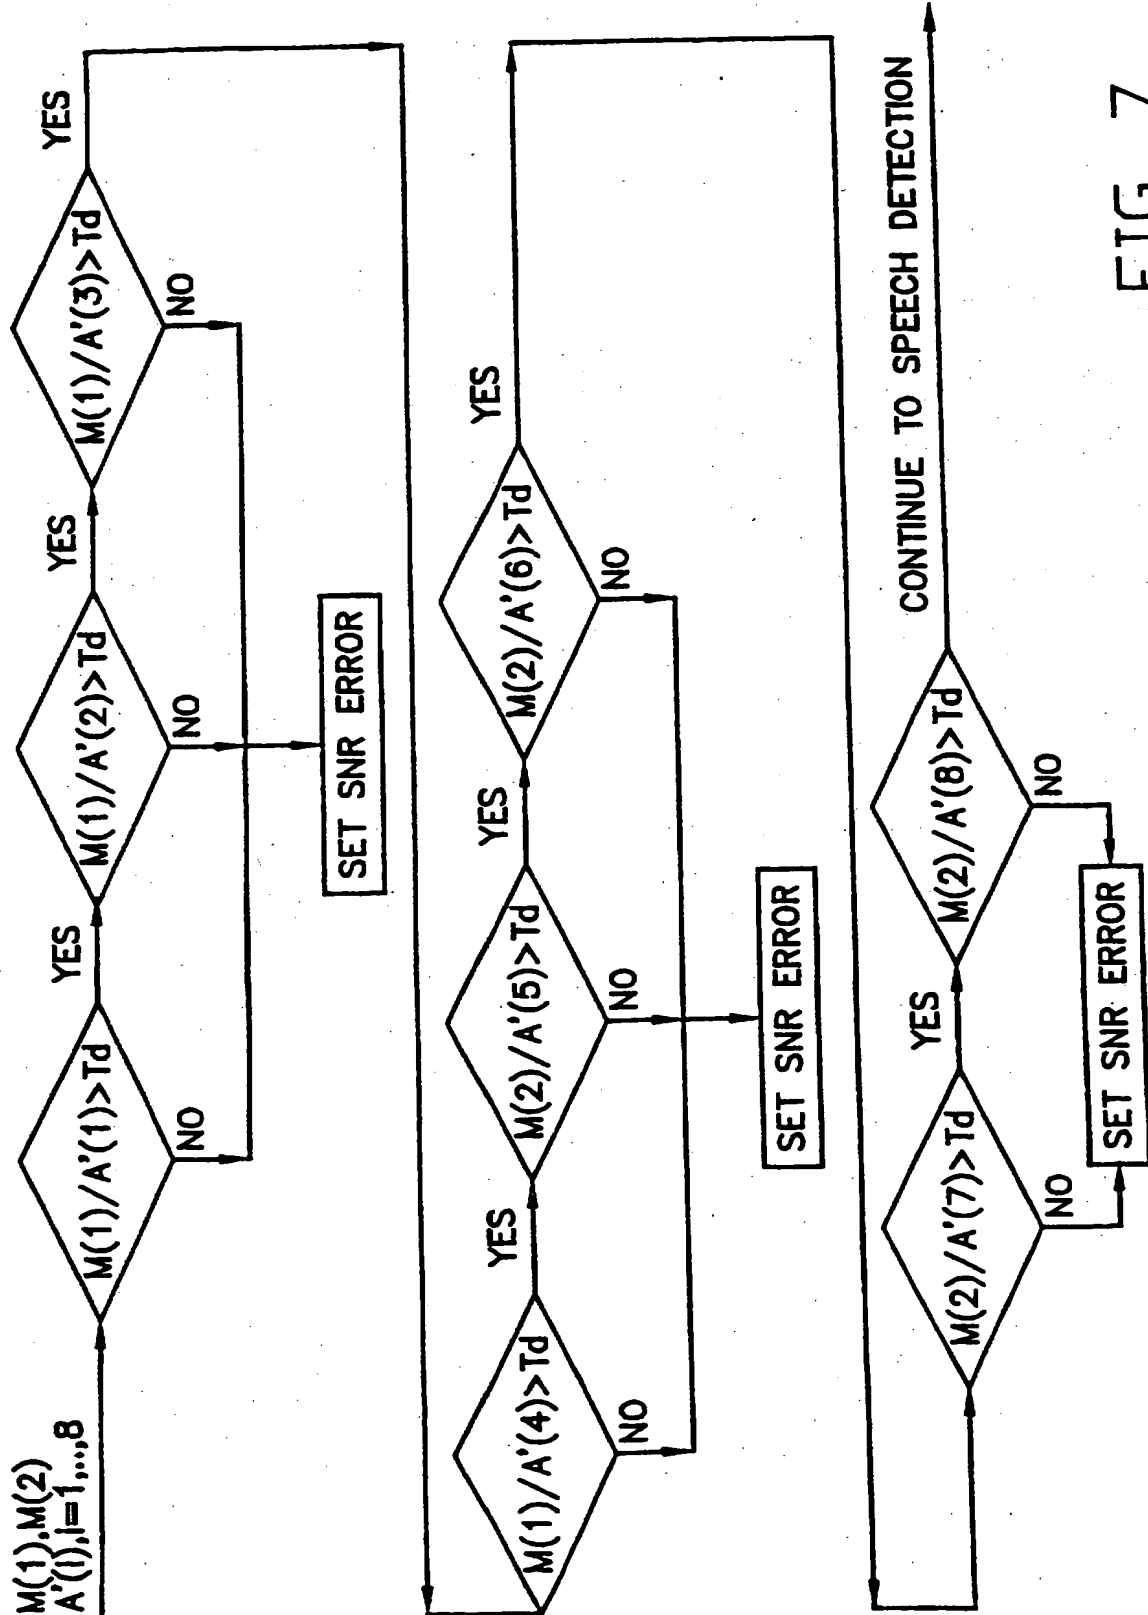 M(1),M(2)
A'(I),I=1,...,8
M(1)/A'(1)>Td
YES
NO
M(1)/A'(2)>Td
YES
NO
M(1)/A'(3)>Td
YES
NO
SET SNR ERROR
M(1)/A'(4)>Td
YES
NO
M(2)/A'(5)>Td
YES
NO
M(2)/A'(6)>Td
YES
NO
SET SNR ERROR
M(2)/A'(7)>Td
YES
NO
M(2)/A'(8)>Td
NO
SET SNR ERROR
CONTINUE TO SPEECH DETECTION
FIG 7